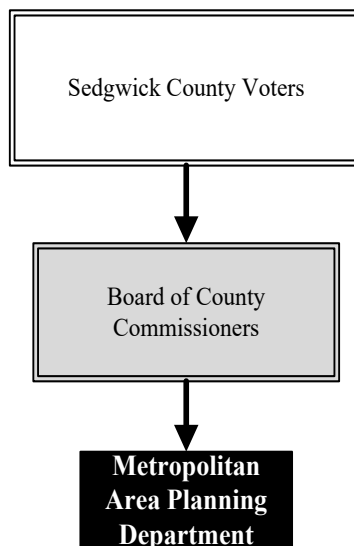 Sedgwick County Voters
Board of County
Commissioners
Metropolitan
Area Planning
Department